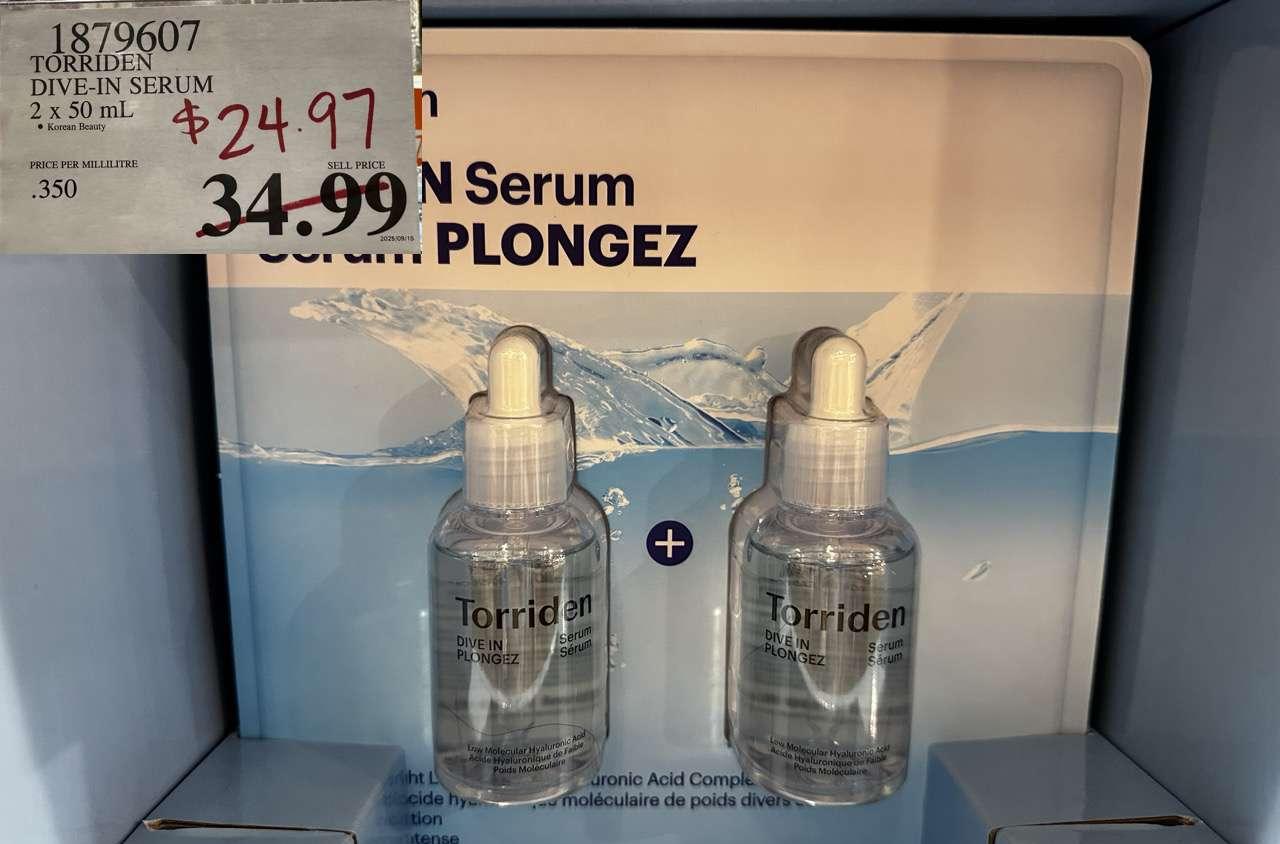 1879607
TORRIDEN
DIVE-IN SERUM
2 x 50 mL
• Korean Beauty
$24.97
PRICE PER MILLILITRE
.350
SELL PRICE
34.99
2025/09/15
Serum
Serum PLONGEZ
+
Torriden
DIVE IN
PLONGEZ
Serum
Sérum
Low Molecular Hyaluronic Acid
Acide Hyaluronique de Faible
Poids Moléculaire
Torriden
DIVE IN
PLONGEZ
Serum
Sérum
Low Molecular Hyaluronic Acid
Acide Hyaluronique de Faible
Poids Moléculaire
Acid
moléculaire de poids divers